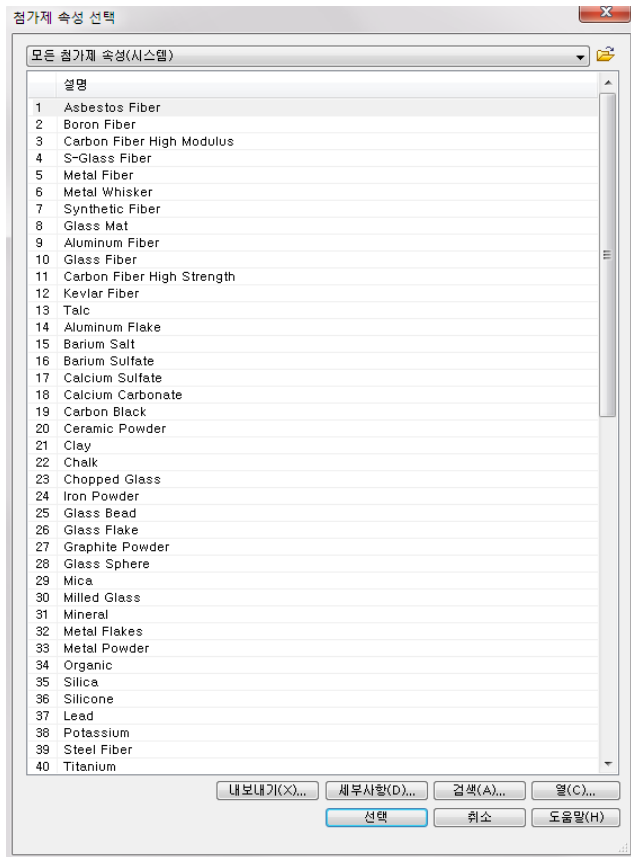 첨가제 속성 선택
모든 첨가제 속성(시스템)
설명
1 Asbestos Fiber
2 Boron Fiber
3 Carbon Fiber High Modulus
4 S-Glass Fiber
5 Metal Fiber
6 Metal Whisker
7 Synthetic Fiber
8 Glass Mat
9 Aluminum Fiber
10 Glass Fiber
11 Carbon Fiber High Strength
12 Kevlar Fiber
13 Talc
14 Aluminum Flake
15 Barium Salt
16 Barium Sulfate
17 Calcium Sulfate
18 Calcium Carbonate
19 Carbon Black
20 Ceramic Powder
21 Clay
22 Chalk
23 Chopped Glass
24 Iron Powder
25 Glass Bead
26 Glass Flake
27 Graphite Powder
28 Glass Sphere
29 Mica
30 Milled Glass
31 Mineral
32 Metal Flakes
33 Metal Powder
34 Organic
35 Silica
36 Silicone
37 Lead
38 Potassium
39 Steel Fiber
40 Titanium
내보내기(X)... 세부사항(D)... 검색(A)... 열(C)...
선택 취소 도움말(H)